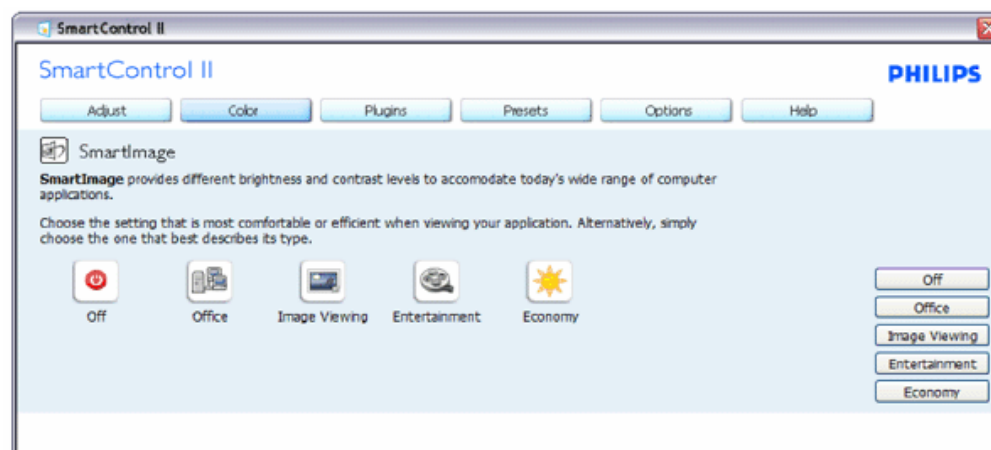 SmartControl II
SmartControl II
PHILIPS
Adjust Color Plugins Presets Options Help
SmartImage
SmartImage provides different brightness and contrast levels to accomodate today's wide range of computer
applications.
Choose the setting that is most comfortable or efficient when viewing your application. Alternatively, simply
choose the one that best describes its type.
Off Office Image Viewing Entertainment Economy
Off
Office
Image Viewing
Entertainment
Economy